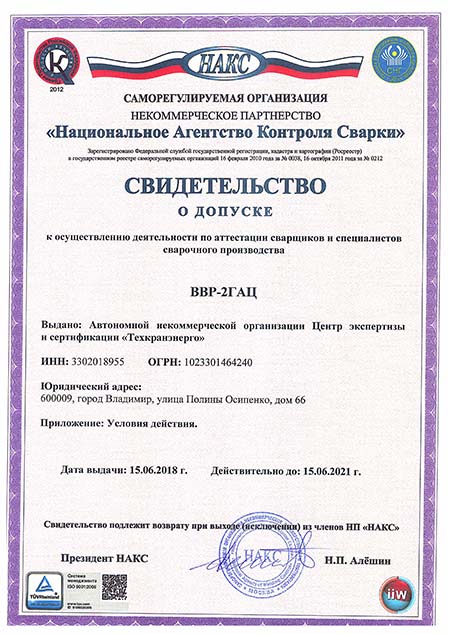 НАКС
2012
СНГ
САМОРЕГУЛИРУЕМАЯ ОРГАНИЗАЦИЯ
НЕКОММЕРЧЕСКОЕ ПАРТНЕРСТВО
«Национальное Агентство Контроля Сварки»
Зарегистрировано Федеральной службой государственной регистрации, кадастра и картографии (Росреестр)
в государственном реестре саморегулируемых организаций 16 февраля 2010 года за № 0038, 16 октября 2011 года за № 0212
СВИДЕТЕЛЬСТВО
О ДОПУСКЕ
к осуществлению деятельности по аттестации сварщиков и специалистов
сварочного производства
ВВР-2ГАЦ
Выдано: Автономной некоммерческой организации Центр экспертизы
и сертификации «Техкранэнерго»
ИНН: 3302018955 ОГРН: 1023301464240
Юридический адрес:
600009, город Владимир, улица Полины Осипенко, дом 66
Приложение: Условия действия.
Дата выдачи: 15.06.2018 г. Действительно до: 15.06.2021 г.
Свидетельство подлежит возврату при выходе (исключении) из членов НП «НАКС»
Президент НАКС Н.П. Алёшин
НАКС
МОСКВА
Система
менеджмента
ISO 9001:2008
iiw